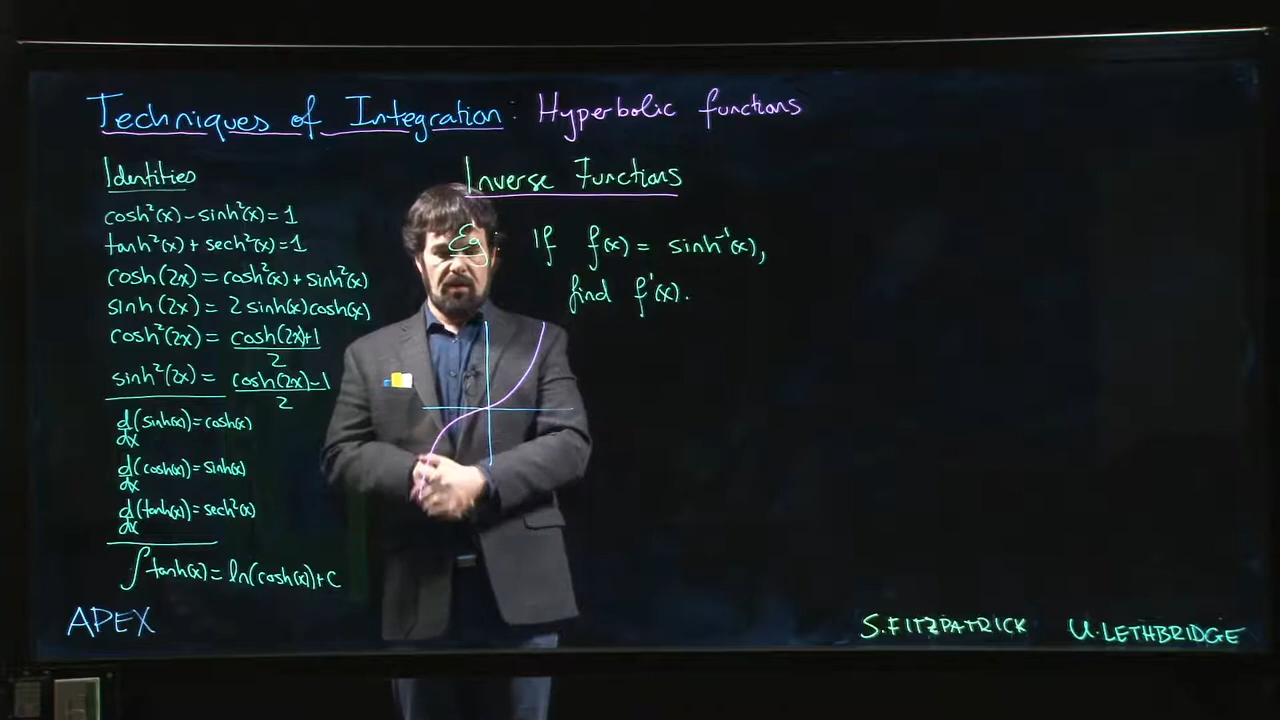 Techniques of Integration: Hyperbolic functions
Identities
cosh²(x) - sinh²(x) = 1
tanh²(x) + sech²(x) = 1
cosh(2x) = cosh²(x) + sinh²(x)
sinh(2x) = 2 sinh(x) cosh(x)
cosh²(2x) = cosh(2x)+1 / 2
sinh²(2x) = cosh(2x)-1 / 2
d/dx (sinh(x)) = cosh(x)
d/dx (cosh(x)) = sinh(x)
d/dx (tanh(x)) = sech²(x)
∫ tanh(x) = ln(cosh(x)) + C
Inverse Functions
Eg: If f(x) = sinh⁻¹(x),
find f'(x).
APEX
S. FITZPATRICK U. LETHBRIDGE